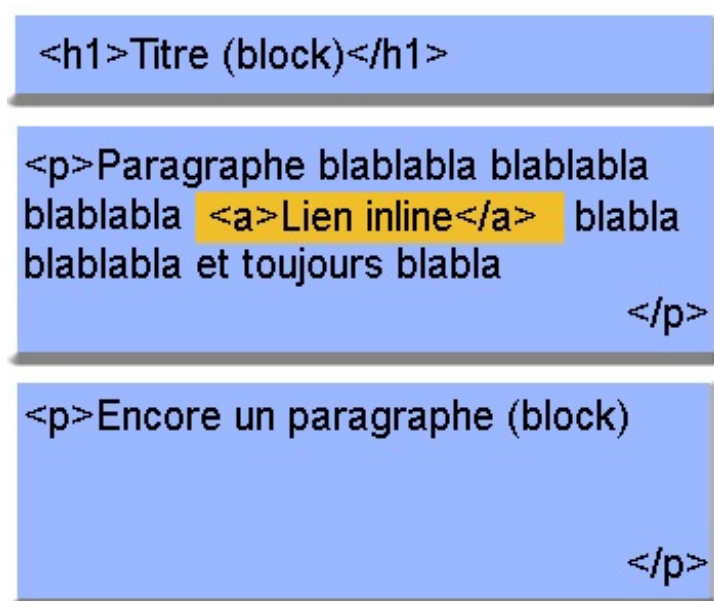 <h1>Titre (block)</h1>
<p>Paragraphe blablabla blablabla
blablabla <a>Lien inline</a> blabla
blablabla et toujours blabla
</p>
<p>Encore un paragraphe (block)
</p>